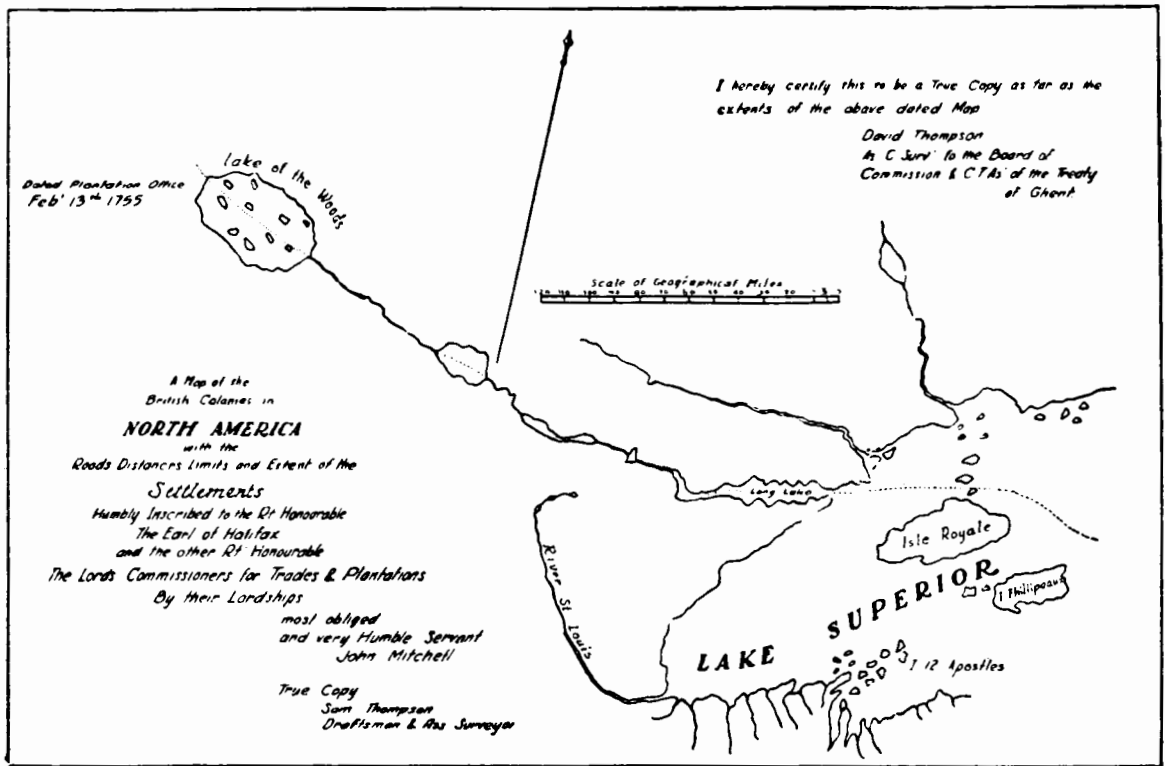 I hereby certify this to be a True Copy as far as the
extents of the above dated Map
David Thompson
As C Surv' to the Board of
Commission & C T As' of the Treaty
of Ghent
Lake of the Woods
Dated Plantation Office
Feb' 13th 1755
Scale of Geographical Miles
A Map of the
British Colanies in
NORTH AMERICA
with the
Roads Distances Limits and Extent of the
Settlements
Humbly Inscribed to the Rt Honourable
The Earl of Halifax
and the other Rt Honourable
The Lords Commissioners for Trades & Plantations
By their Lordships
most obliged
and very Humble Servant
John Mitchell
True Copy
Sam Thompson
Draftsman & Ass Surveyor
Long Lake
River St Louis
Isle Royale
I Phillipeaux
LAKE SUPERIOR
I 12 Apostles